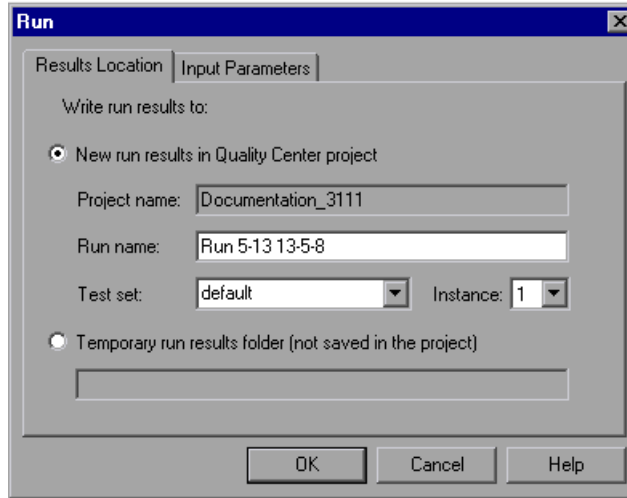 Run
Results Location Input Parameters
Write run results to:
New run results in Quality Center project
Project name: Documentation_3111
Run name: Run 5-13 13-5-8
Test set: default Instance: 1
Temporary run results folder (not saved in the project)
OK Cancel Help